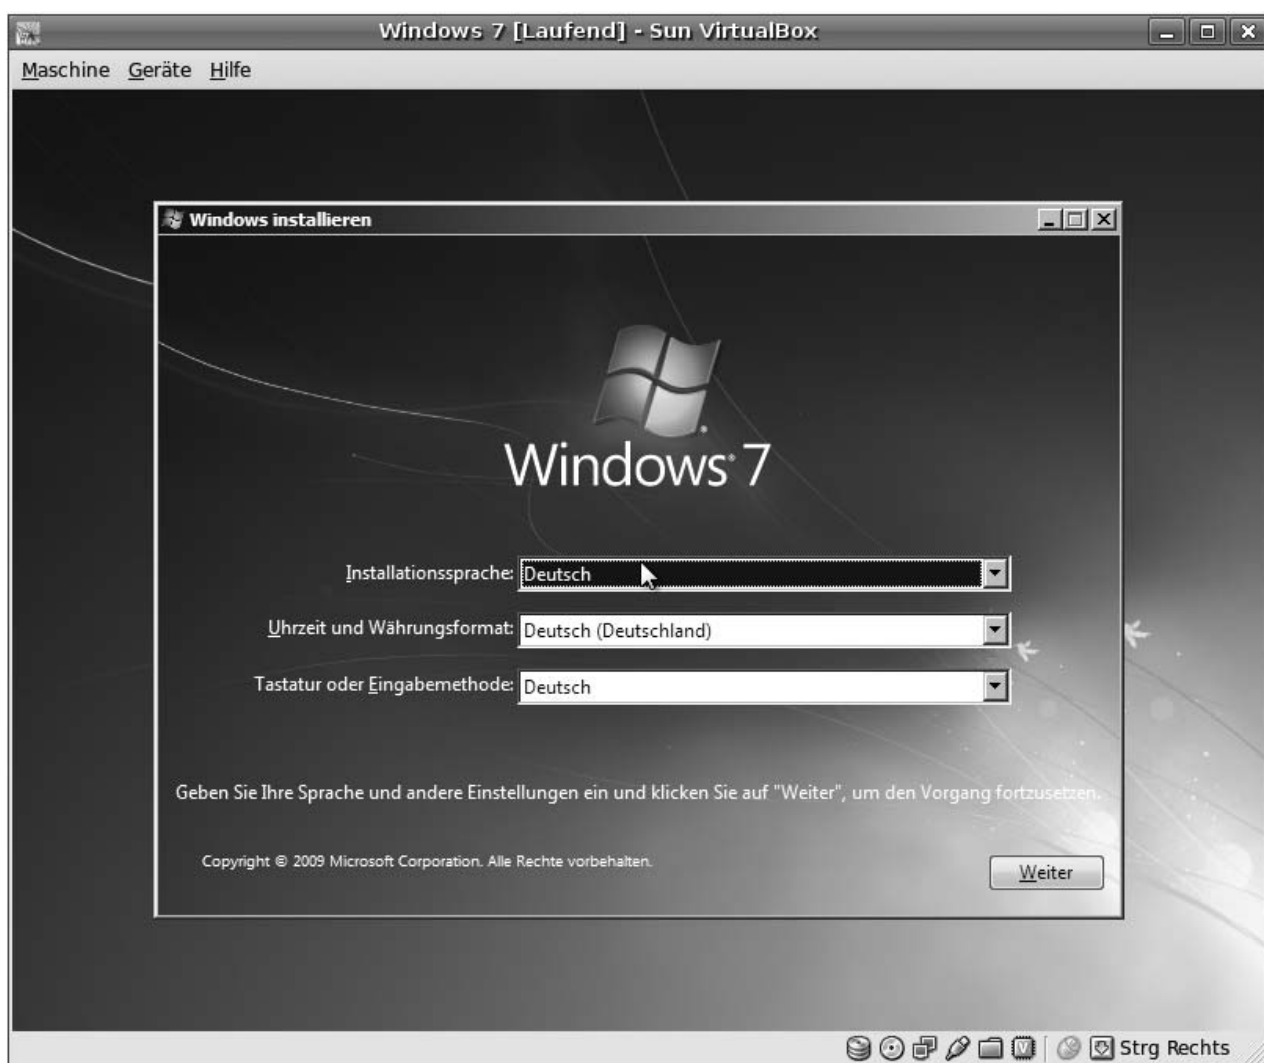 Windows 7 [Laufend] - Sun VirtualBox
Maschine Geräte Hilfe
Windows installieren
Windows® 7
Installationssprache: Deutsch
Uhrzeit und Währungsformat: Deutsch (Deutschland)
Tastatur oder Eingabemethode: Deutsch
Geben Sie Ihre Sprache und andere Einstellungen ein und klicken Sie auf "Weiter", um den Vorgang fortzusetzen.
Copyright © 2009 Microsoft Corporation. Alle Rechte vorbehalten.
Weiter
Strg Rechts